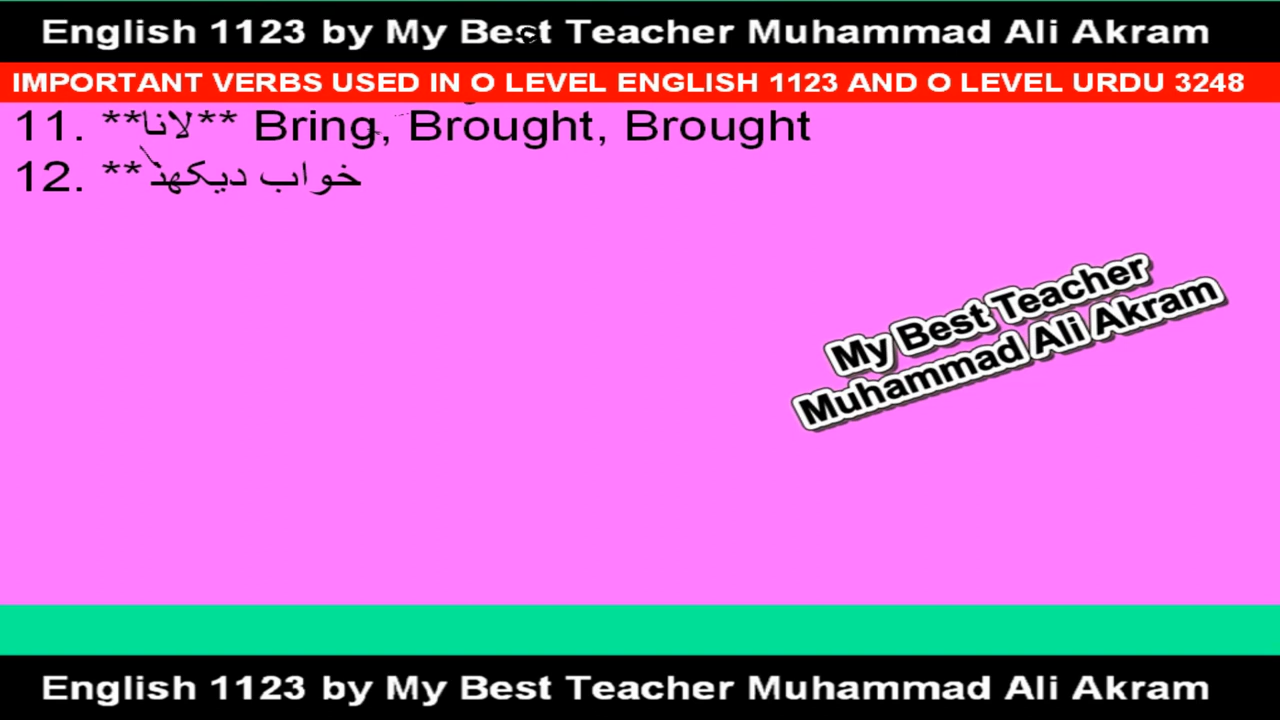 English 1123 by My Best Teacher Muhammad Ali Akram
IMPORTANT VERBS USED IN O LEVEL ENGLISH 1123 AND O LEVEL URDU 3248
11. **لانا** Bring, Brought, Brought
12. **خواب دیکھن
My Best Teacher
Muhammad Ali Akram
English 1123 by My Best Teacher Muhammad Ali Akram